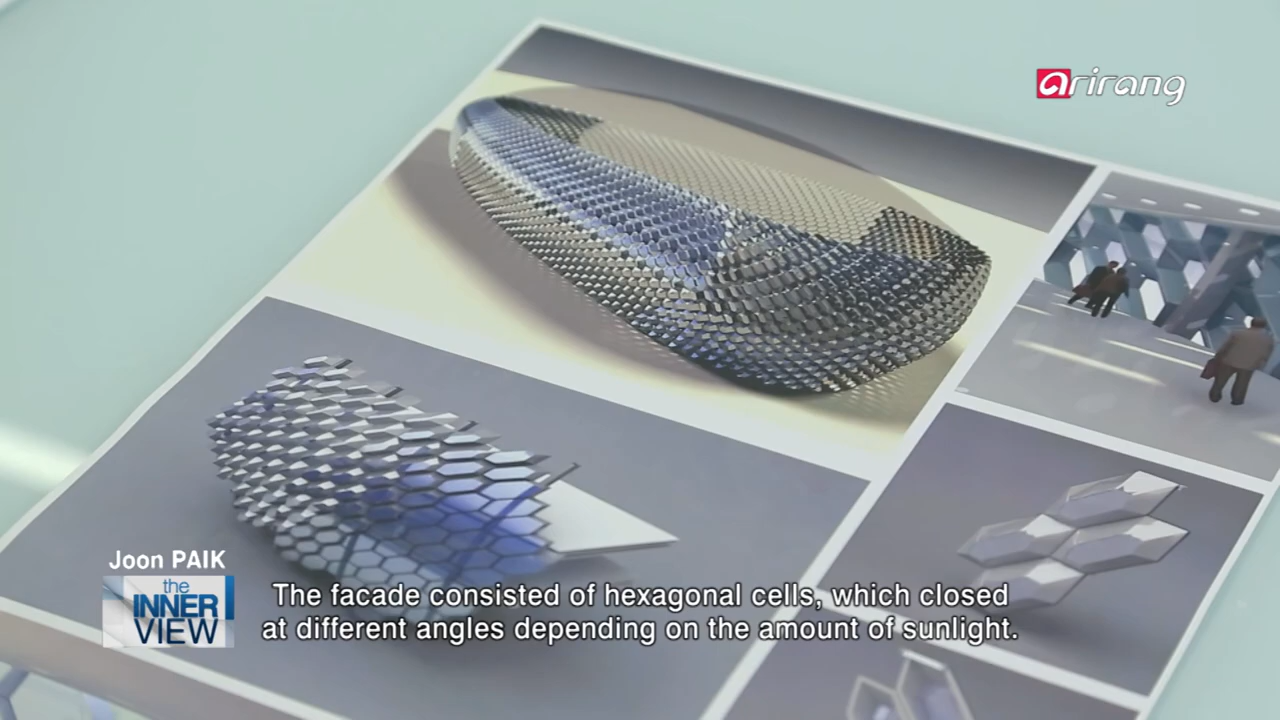 arirang
Joon PAIK
the
INNER
VIEW
The facade consisted of hexagonal cells, which closed
at different angles depending on the amount of sunlight.